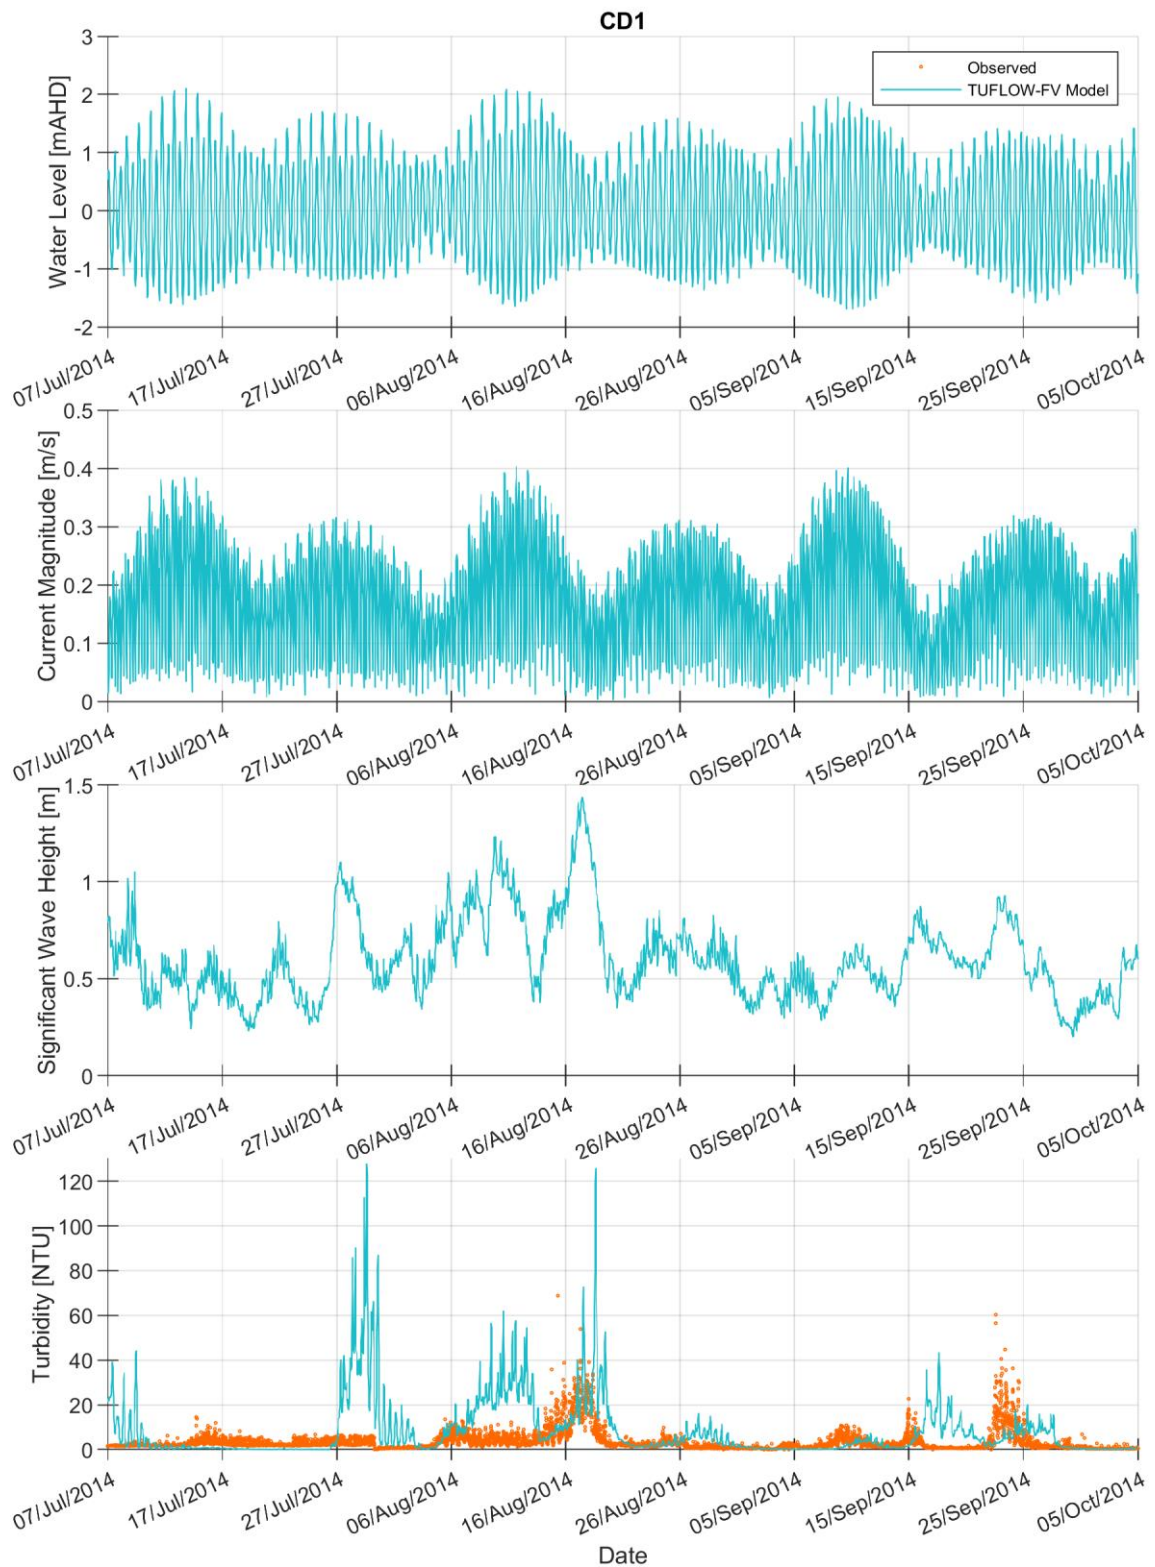 CD1
Observed
TUFLOW-FV Model
Water Level [mAHD]
3
2
1
0
-1
-2
07/Jul/2014
17/Jul/2014
27/Jul/2014
06/Aug/2014
16/Aug/2014
26/Aug/2014
05/Sep/2014
15/Sep/2014
25/Sep/2014
05/Oct/2014
Current Magnitude [m/s]
0.5
0.4
0.3
0.2
0.1
0
07/Jul/2014
17/Jul/2014
27/Jul/2014
06/Aug/2014
16/Aug/2014
26/Aug/2014
05/Sep/2014
15/Sep/2014
25/Sep/2014
05/Oct/2014
Significant Wave Height [m]
1.5
1
0.5
0
07/Jul/2014
17/Jul/2014
27/Jul/2014
06/Aug/2014
16/Aug/2014
26/Aug/2014
05/Sep/2014
15/Sep/2014
25/Sep/2014
05/Oct/2014
Turbidity [NTU]
120
100
80
60
40
20
0
07/Jul/2014
17/Jul/2014
27/Jul/2014
06/Aug/2014
16/Aug/2014
26/Aug/2014
05/Sep/2014
15/Sep/2014
25/Sep/2014
05/Oct/2014
Date